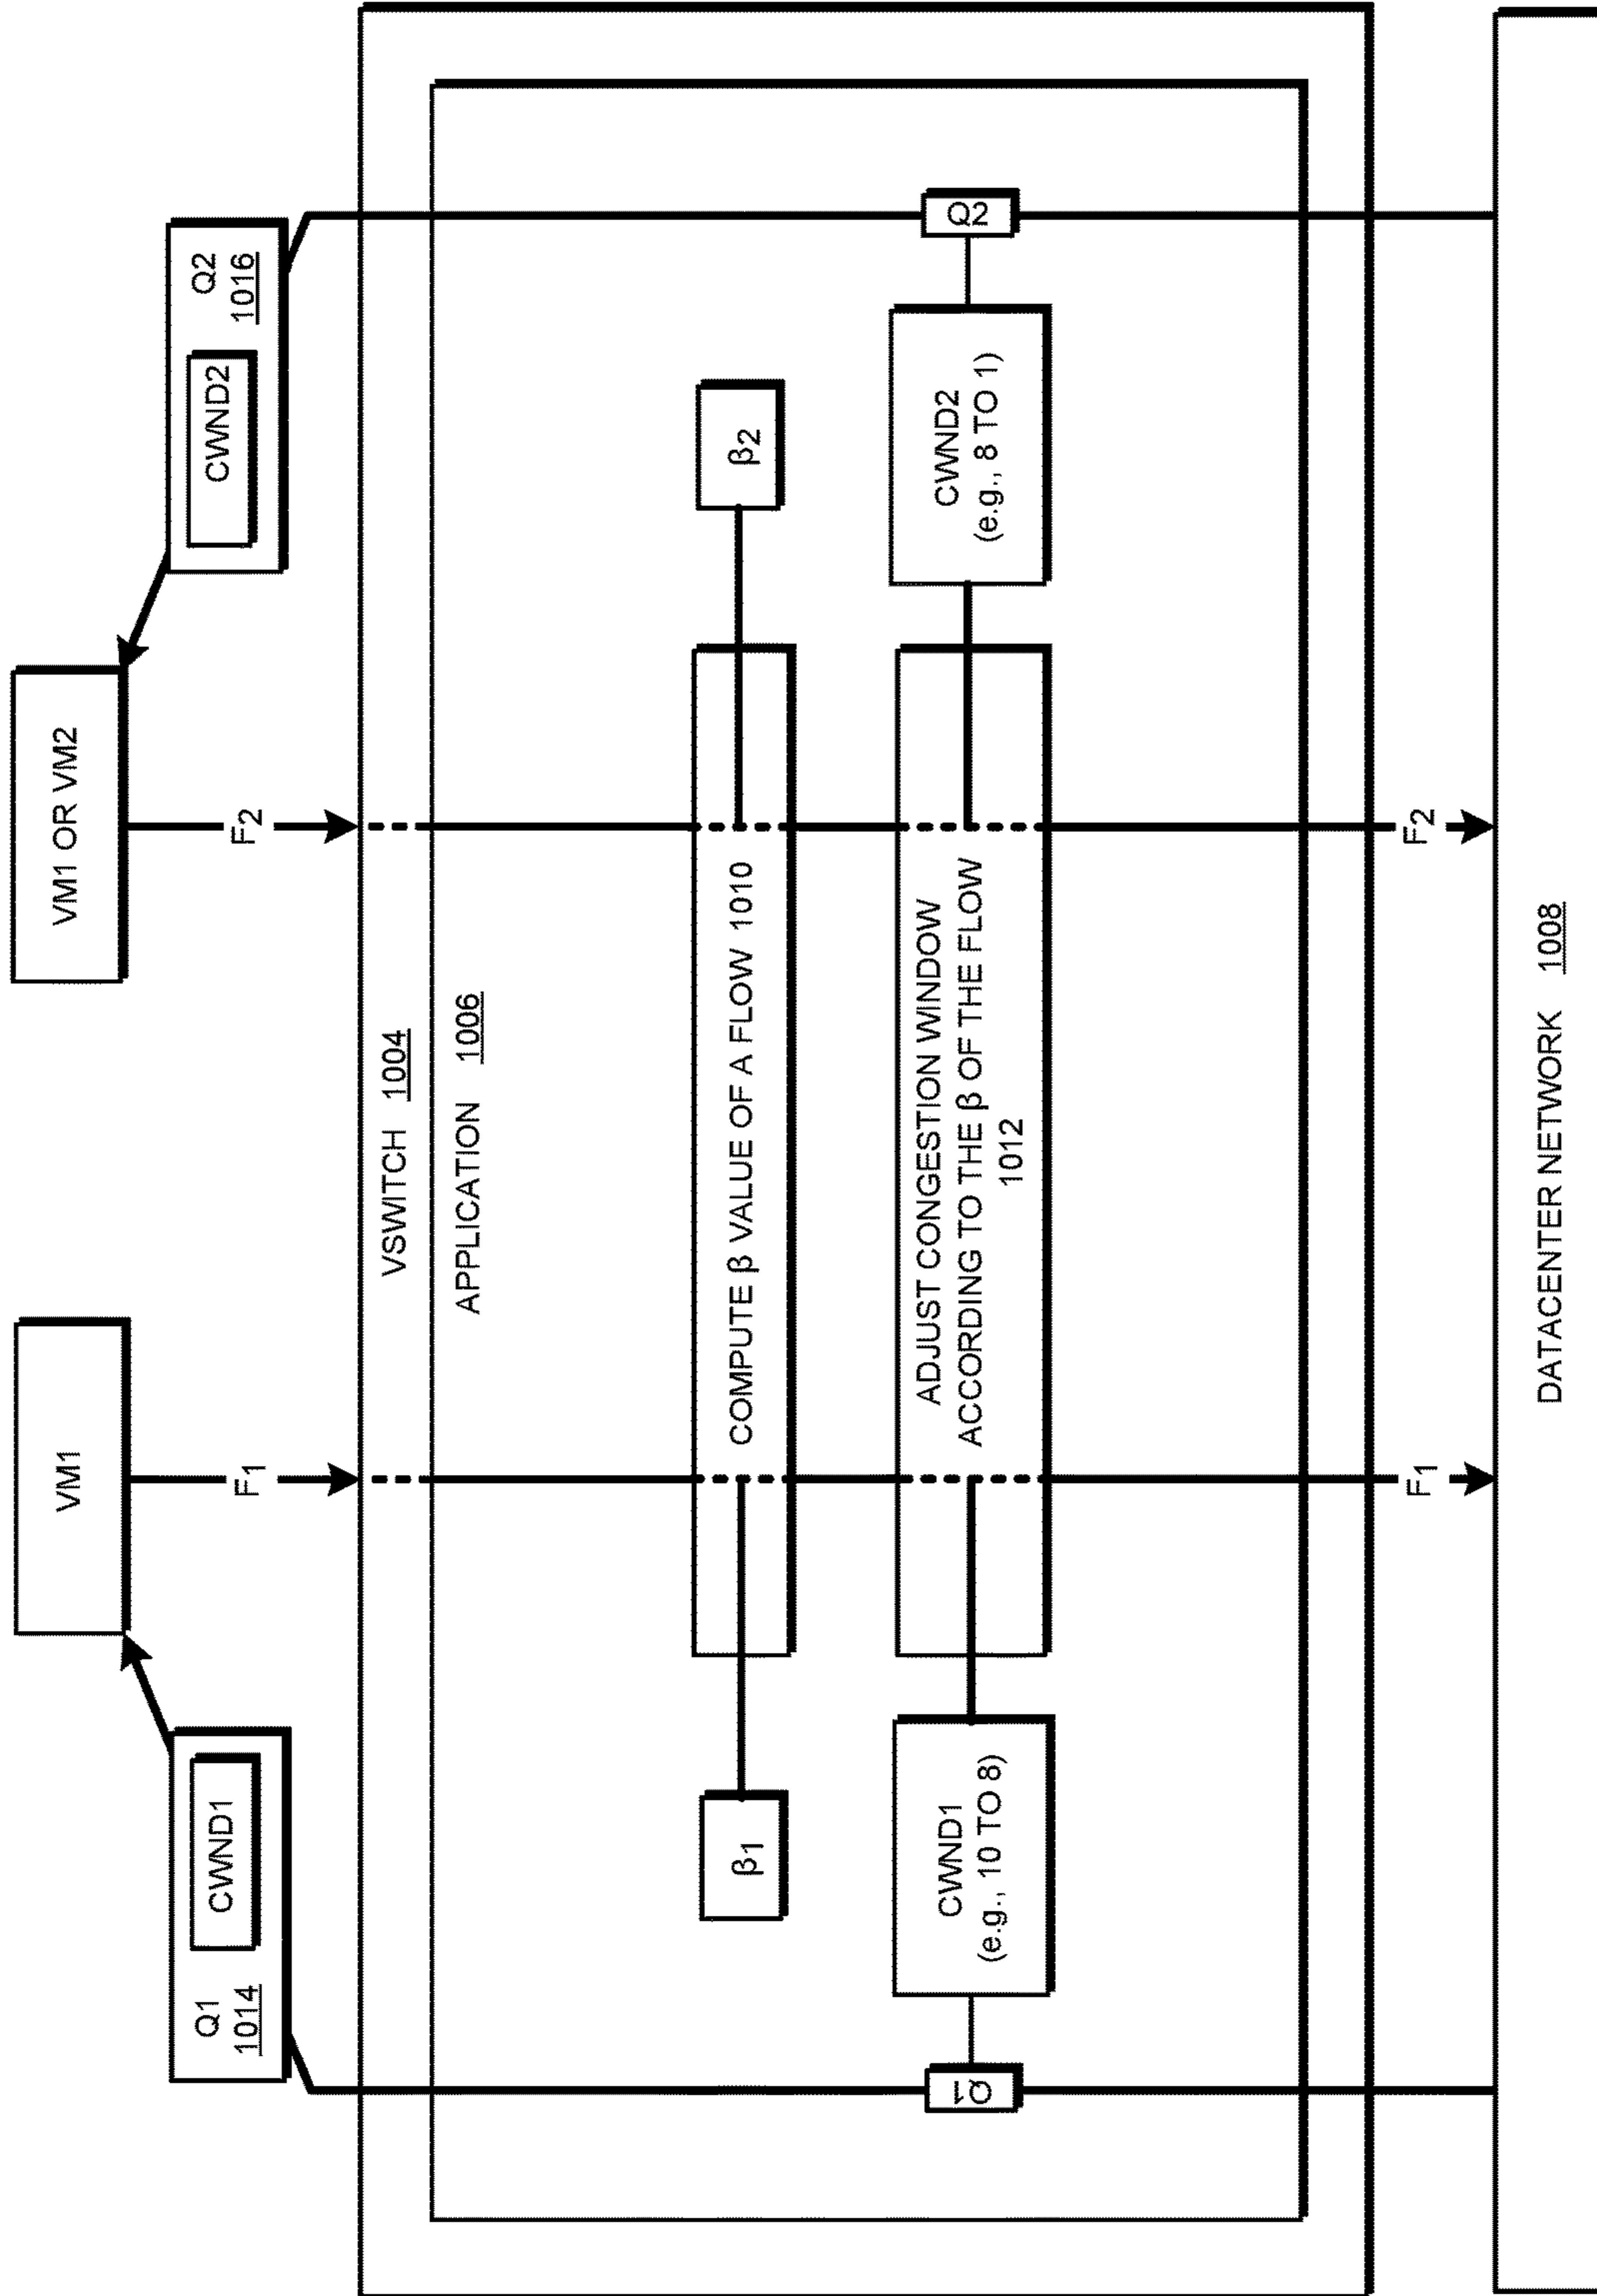 VM1
VM1 OR VM2
Q1
1014
CWND1
F1
F2
CWND2
Q2
1016
VSWITCH 1004
APPLICATION 1006
β1
COMPUTE β VALUE OF A FLOW 1010
β2
Q1
CWND1
(e.g., 10 TO 8)
ADJUST CONGESTION WINDOW
ACCORDING TO THE β OF THE FLOW
1012
CWND2
(e.g., 8 TO 1)
Q2
F1
F2
DATACENTER NETWORK 1008